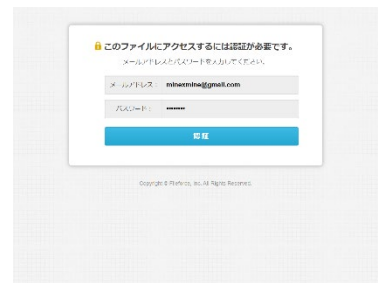 このファイルにアクセスするには認証が必要です。
メールアドレスとパスワードを入力してください。
メールアドレス： minexmine@gmail.com
パスワード： ••••••••
認証
Copyright © Fileforce, Inc. All Rights Reserved.